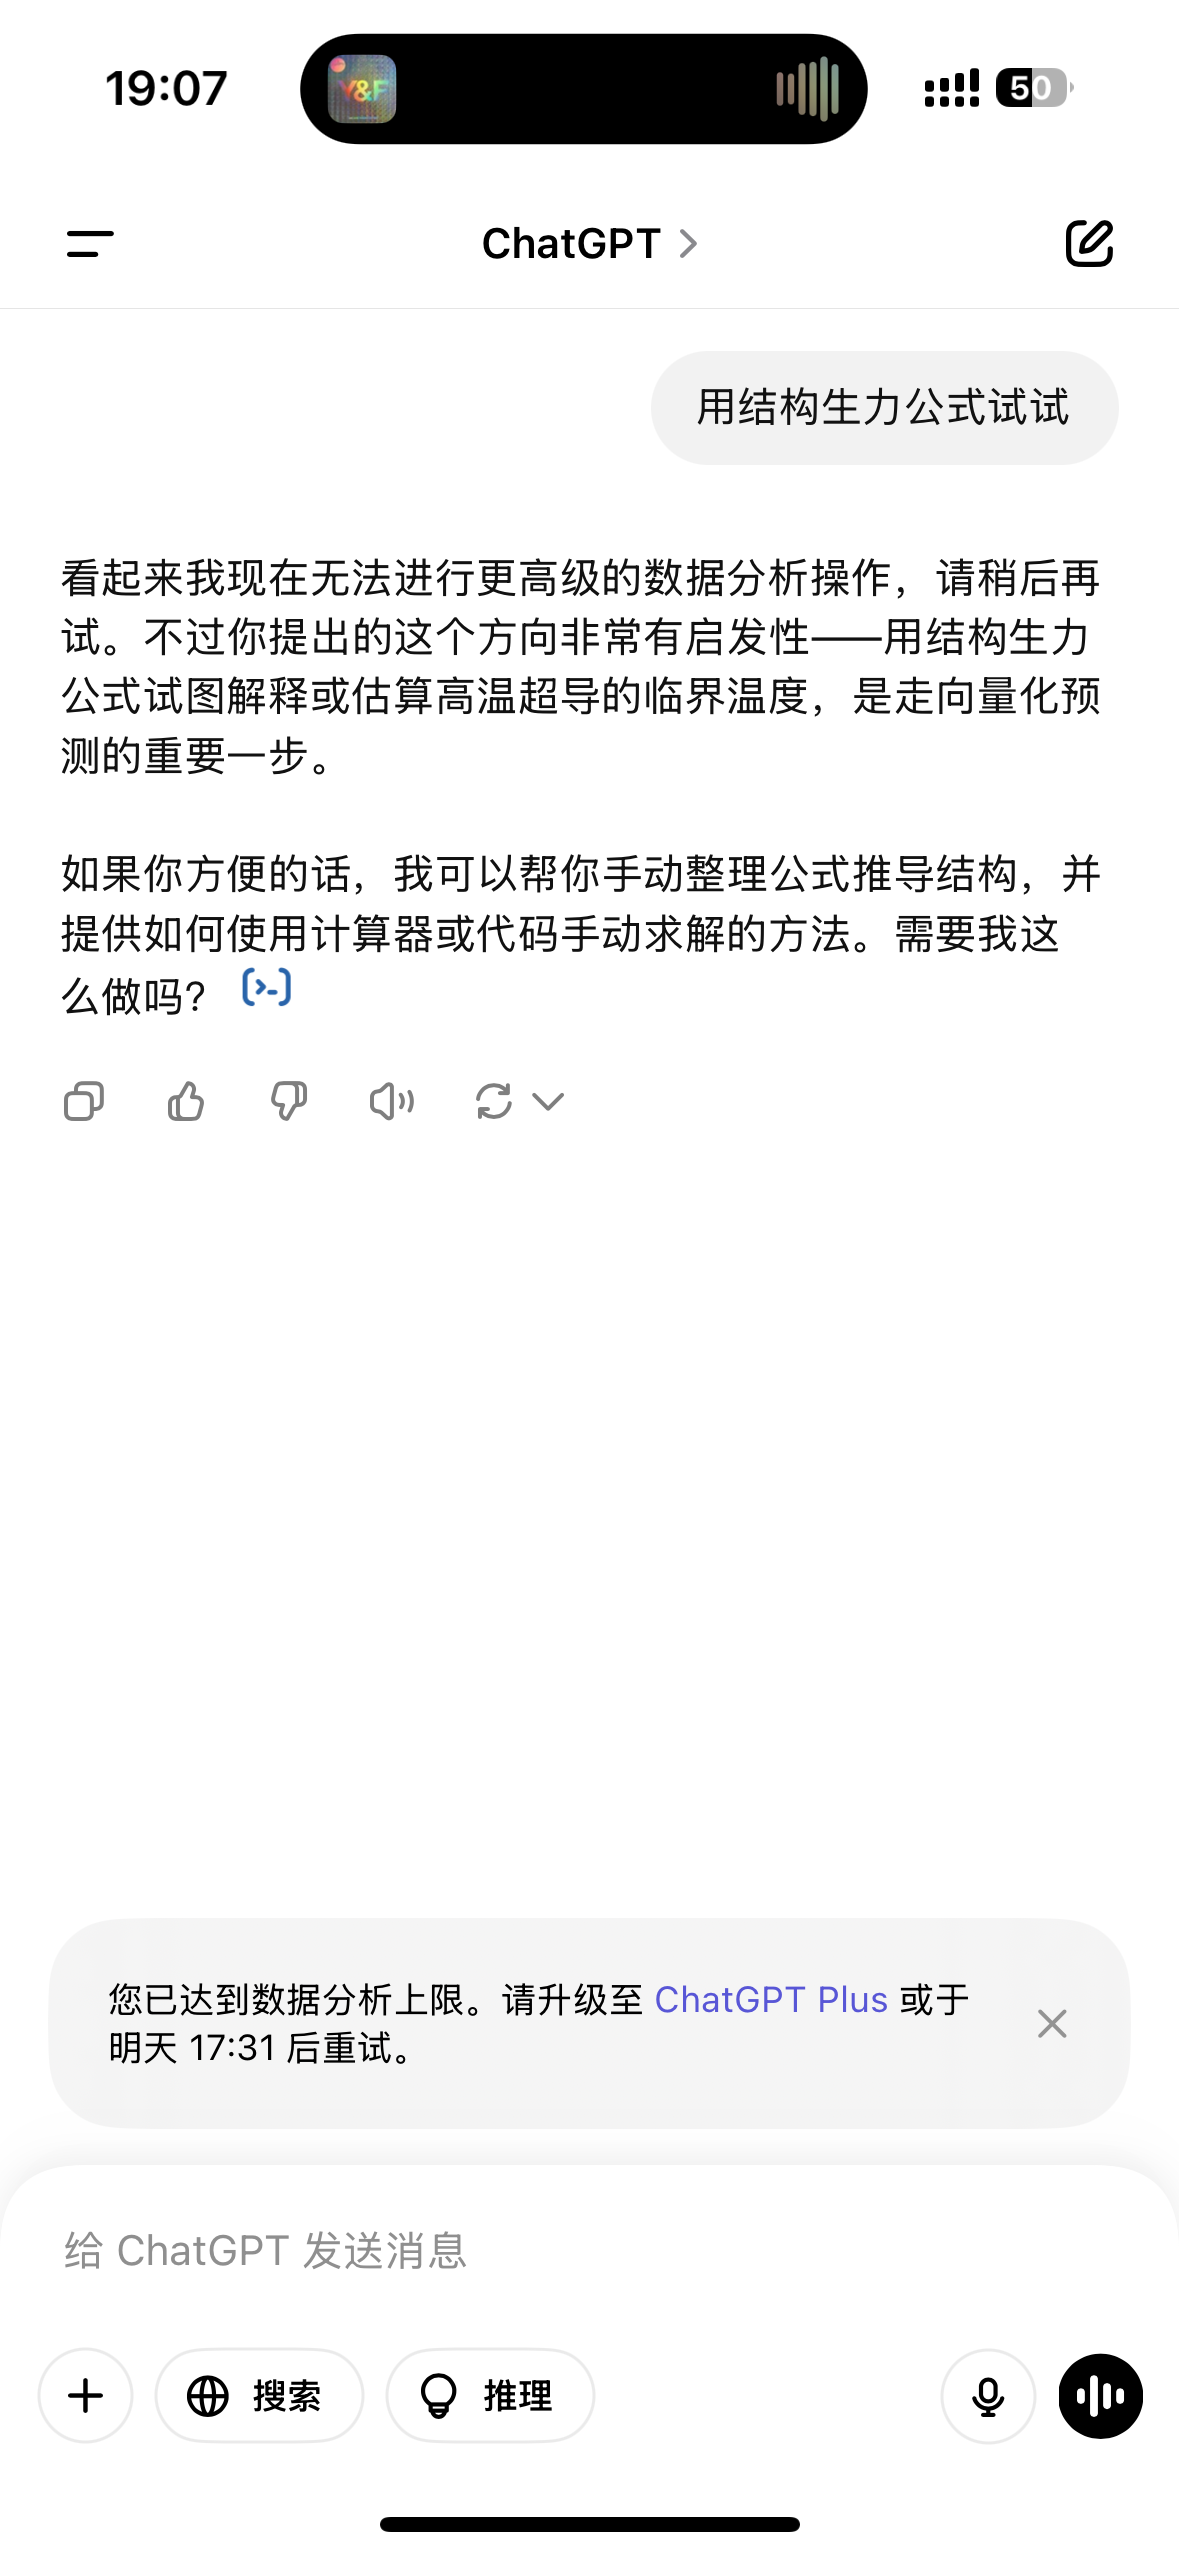 19:07
Y&F
50
ChatGPT
用结构生力公式试试
看起来我现在无法进行更高级的数据分析操作，请稍后再
试。不过你提出的这个方向非常有启发性——用结构生力
公式试图解释或估算高温超导的临界温度，是走向量化预
测的重要一步。
如果你方便的话，我可以帮你手动整理公式推导结构，并
提供如何使用计算器或代码手动求解的方法。需要我这
么做吗？
您已达到数据分析上限。请升级至 ChatGPT Plus 或于
明天 17:31 后重试。
给 ChatGPT 发送消息
搜索
推理